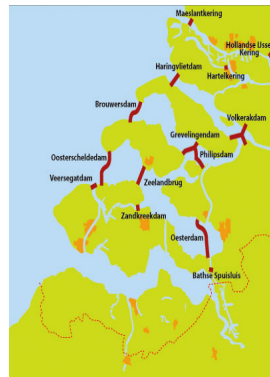 Maeslantkering
Hollandse IJssel
Kering
Hartelkering
Haringvlietdam
Brouwersdam
Volkerakdam
Grevelingendam
Philipsdam
Oosterscheldedam
Veersegatdam
Zeelandbrug
Zandkreekdam
Oesterdam
Bathse Spuisluis